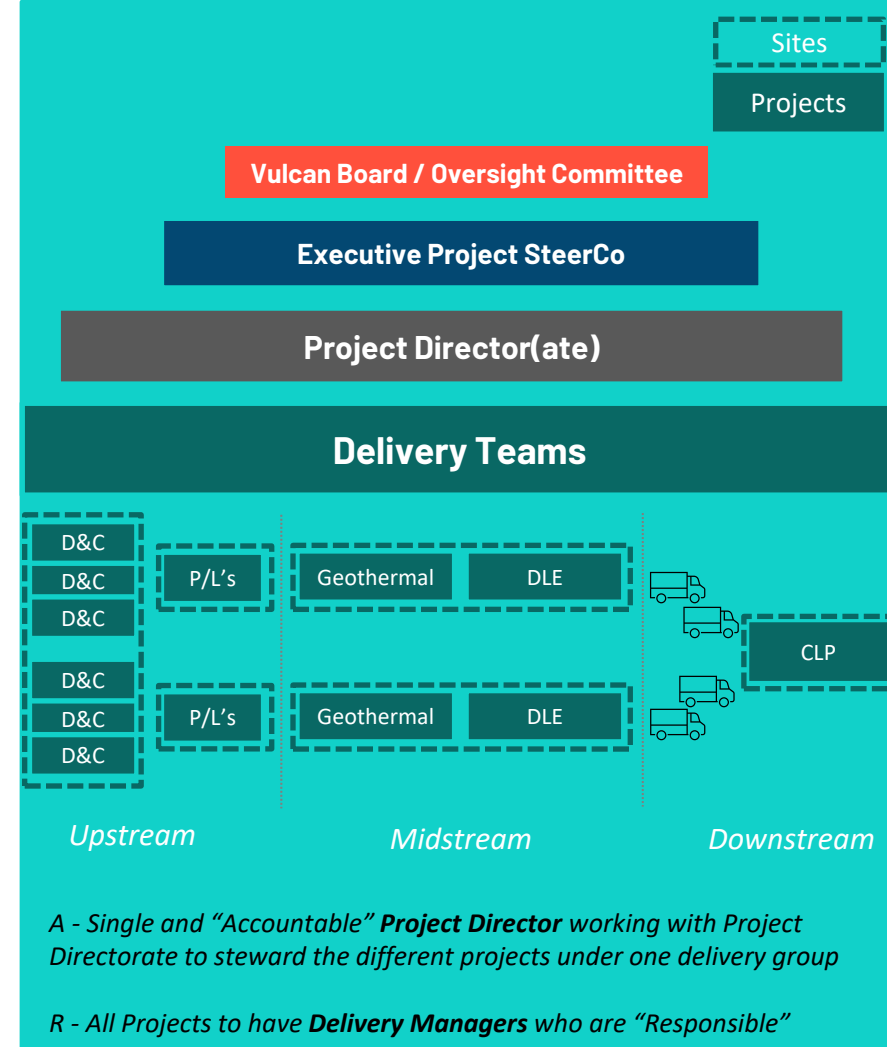 Sites
Projects
Vulcan Board / Oversight Committee
Executive Project SteerCo
Project Director(ate)
Delivery Teams
D&C
D&C
D&C
P/L's
Geothermal
DLE
D&C
D&C
D&C
P/L's
Geothermal
DLE
CLP
Upstream
Midstream
Downstream
A - Single and “Accountable” Project Director working with Project
Directorate to steward the different projects under one delivery group
R - All Projects to have Delivery Managers who are “Responsible”